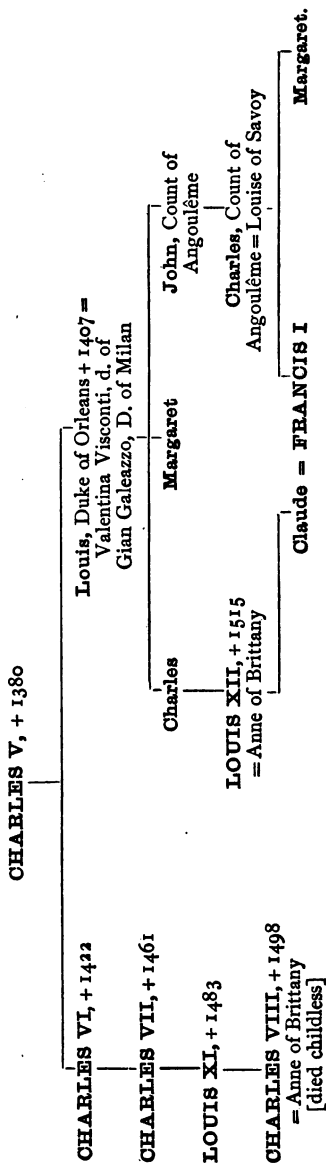 CHARLES V, + 1380
CHARLES VI, + 1422
Louis, Duke of Orleans + 1407 =
Valentina Visconti, d. of
Gian Galeazzo, D. of Milan
CHARLES VII, + 1461
Charles
Margaret
John, Count of
Angoulême
LOUIS XI, + 1483
LOUIS XII, + 1515
= Anne of Brittany
Charles, Count of
Angoulême = Louise of Savoy
CHARLES VIII, + 1498
= Anne of Brittany
[died childless]
Claude = FRANCIS I
Margaret.